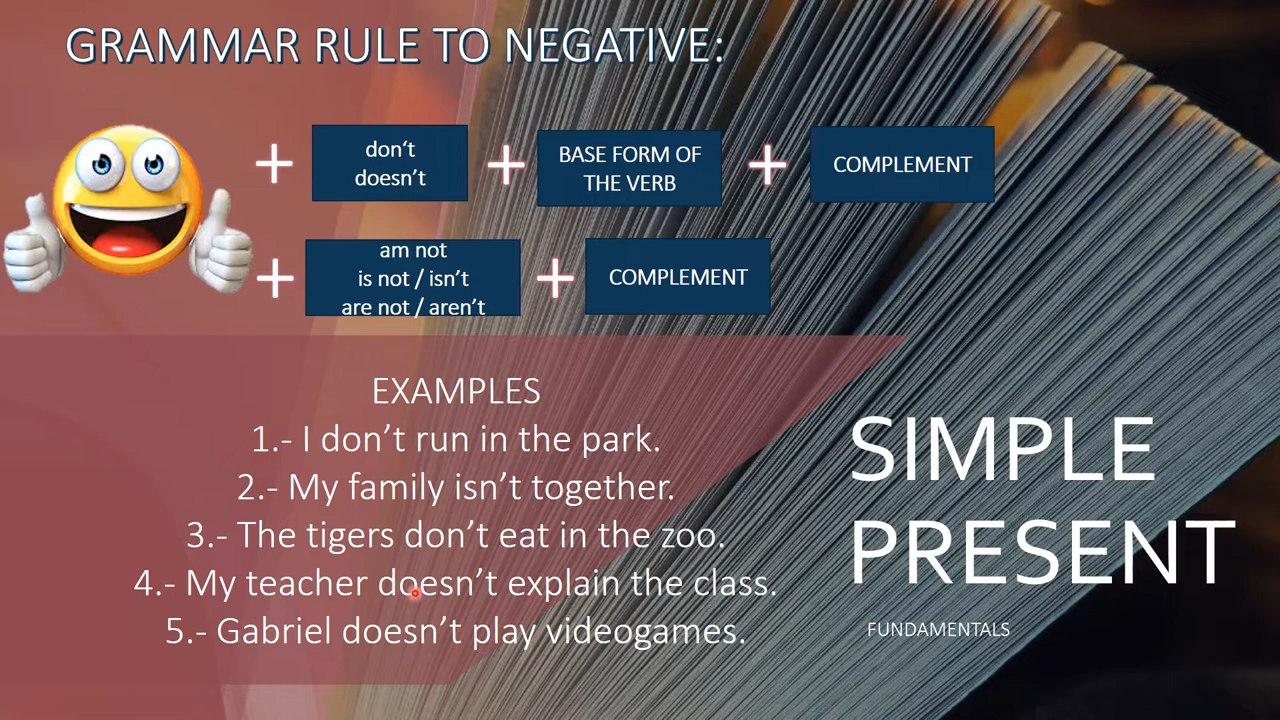 GRAMMAR RULE TO NEGATIVE:
+ don't
doesn't
+ BASE FORM OF
THE VERB
+ COMPLEMENT
+ am not
is not / isn't
are not / aren't
+ COMPLEMENT
EXAMPLES
1.- I don't run in the park.
2.- My family isn't together.
3.- The tigers don't eat in the zoo.
4.- My teacher doesn't explain the class.
5.- Gabriel doesn't play videogames.
SIMPLE
PRESENT
FUNDAMENTALS